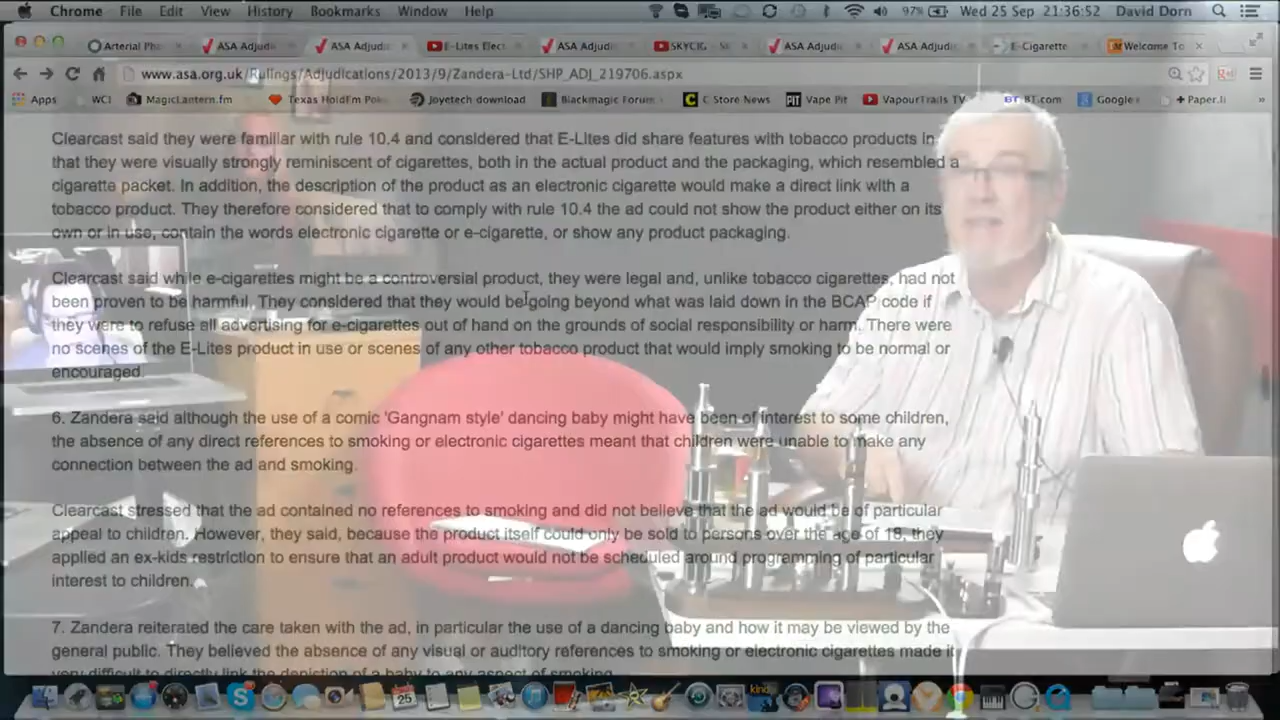 Chrome File Edit View History Bookmarks Window Help 97% Wed 25 Sep 21:36:52 David Dorn
ASA Adjudi ASA Adjudi E-Lites Elect ASA Adjudi SKYCIG ASA Adjudi ASA Adjudi E-Cigarette Welcome To
www.asa.org.uk/Rulings/Adjudications/2013/9/Zandera-Ltd/SHP_ADJ_219706.aspx
Apps WCI MagicLantern.fm Texas HoldEm Pok Joyetech download Blackmagic Forum C Store News Vape Pit VapourTrails TV BT.com Google Paper.li
Clearcast said they were familiar with rule 10.4 and considered that E-Lites did share features with tobacco products in
that they were visually strongly reminiscent of cigarettes, both in the actual product and the packaging, which resembled a
cigarette packet. In addition, the description of the product as an electronic cigarette would make a direct link with a
tobacco product. They therefore considered that to comply with rule 10.4 the ad could not show the product either on its
own or in use, contain the words electronic cigarette or e-cigarette, or show any product packaging.
Clearcast said while e-cigarettes might be a controversial product, they were legal and, unlike tobacco cigarettes, had not
been proven to be harmful. They considered that they would be going beyond what was laid down in the BCAP code if
they were to refuse all advertising for e-cigarettes out of hand on the grounds of social responsibility or harm. There were
no scenes of the E-Lites product in use or scenes of any other tobacco product that would imply smoking to be normal or
encouraged.
6. Zandera said although the use of a comic 'Gangnam style' dancing baby might have been of interest to some children,
the absence of any direct references to smoking or electronic cigarettes meant that children were unable to make any
connection between the ad and smoking.
Clearcast stressed that the ad contained no references to smoking and did not believe that the ad would be of particular
appeal to children. However, they said, because the product itself could only be sold to persons over the age of 18, they
applied an ex-kids restriction to ensure that an adult product would not be scheduled around programming of particular
interest to children.
7. Zandera reiterated the care taken with the ad, in particular the use of a dancing baby and how it may be viewed by the
general public. They believed the absence of any visual or auditory references to smoking or electronic cigarettes made it
very difficult to directly link the depiction of a baby to any aspect of smoking.